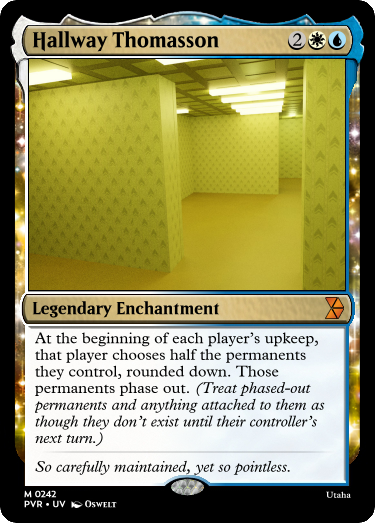 Hallway Thomasson 2
Legendary Enchantment
At the beginning of each player's upkeep,
that player chooses half the permanents
they control, rounded down. Those
permanents phase out. (Treat phased-out
permanents and anything attached to them as
though they don't exist until their controller's
next turn.)
So carefully maintained, yet so pointless.
M 0242
PVR • UV Oswelt
Utaha